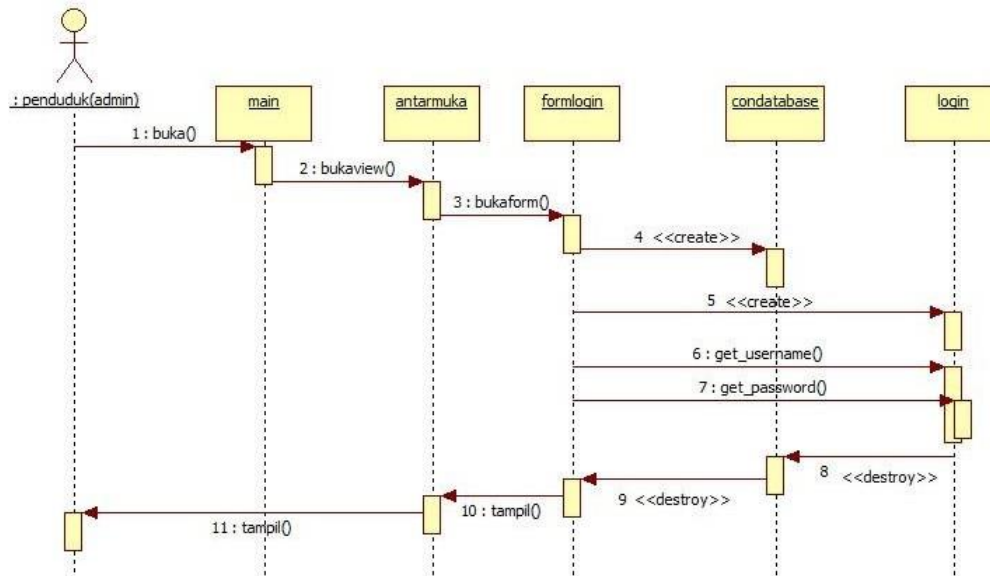 : penduduk(admin)
main
antarmuka
formlogin
condatabase
login
1 : buka()
2 : bukaview()
3 : bukaform()
4 <<create>>
5 <<create>>
6 : get_username()
7 : get_password()
8 <<destroy>>
9 <<destroy>>
10 : tampil()
11 : tampil()